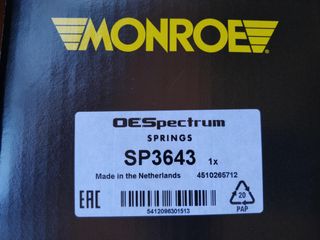 MONROE®
OESpectrum
SPRINGS
SP3643 1x
Made in the Netherlands 4510265712
EAC
5412096301513
20
PAP